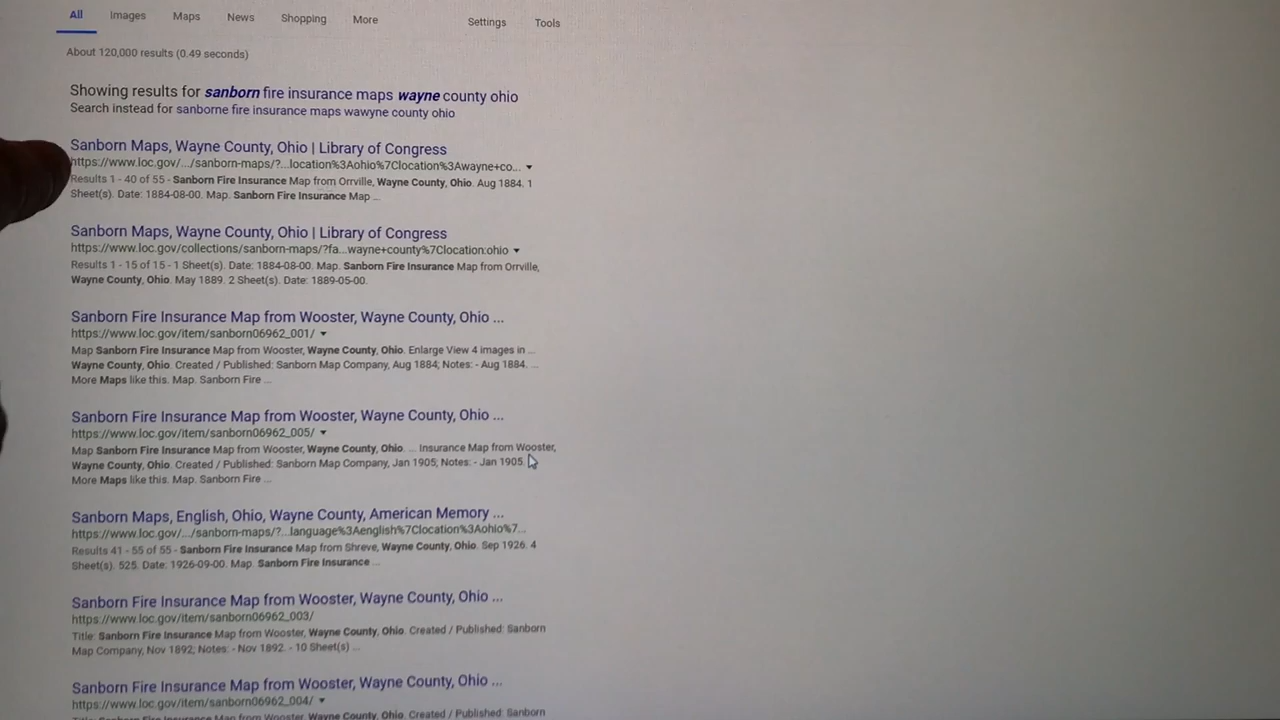 All Images Maps News Shopping More Settings Tools
About 120,000 results (0.49 seconds)
Showing results for sanborn fire insurance maps wayne county ohio
Search instead for sanborne fire insurance maps wawyne county ohio
Sanborn Maps, Wayne County, Ohio | Library of Congress
https://www.loc.gov/.../sanborn-maps/?...location%3Aohio%7Clocation%3Awayne+co...
Results 1 - 40 of 55 - Sanborn Fire Insurance Map from Orrville, Wayne County, Ohio. Aug 1884. 1
Sheet(s). Date: 1884-08-00. Map. Sanborn Fire Insurance Map ...
Sanborn Maps, Wayne County, Ohio | Library of Congress
https://www.loc.gov/collections/sanborn-maps/?fa...wayne+county%7Clocation:ohio
Results 1 - 15 of 15 - 1 Sheet(s). Date: 1884-08-00. Map. Sanborn Fire Insurance Map from Orrville,
Wayne County, Ohio. May 1889. 2 Sheet(s). Date: 1889-05-00.
Sanborn Fire Insurance Map from Wooster, Wayne County, Ohio ...
https://www.loc.gov/item/sanborn06962_001/
Map Sanborn Fire Insurance Map from Wooster, Wayne County, Ohio. Enlarge View 4 images in ...
Wayne County, Ohio. Created / Published: Sanborn Map Company, Aug 1884; Notes: - Aug 1884. ...
More Maps like this. Map. Sanborn Fire ...
Sanborn Fire Insurance Map from Wooster, Wayne County, Ohio ...
https://www.loc.gov/item/sanborn06962_005/
Map Sanborn Fire Insurance Map from Wooster, Wayne County, Ohio. ... Insurance Map from Wooster,
Wayne County, Ohio. Created / Published: Sanborn Map Company, Jan 1905; Notes: - Jan 1905.
More Maps like this. Map. Sanborn Fire ...
Sanborn Maps, English, Ohio, Wayne County, American Memory ...
https://www.loc.gov/.../sanborn-maps/?...language%3Aenglish%7Clocation%3Aohio%7...
Results 41 - 55 of 55 - Sanborn Fire Insurance Map from Shreve, Wayne County, Ohio. Sep 1926. 4
Sheet(s). 525. Date: 1926-09-00. Map. Sanborn Fire Insurance ...
Sanborn Fire Insurance Map from Wooster, Wayne County, Ohio ...
https://www.loc.gov/item/sanborn06962_003/
Title: Sanborn Fire Insurance Map from Wooster, Wayne County, Ohio. Created / Published: Sanborn
Map Company, Nov 1892; Notes: - Nov 1892. - 10 Sheet(s) ...
Sanborn Fire Insurance Map from Wooster, Wayne County, Ohio ...
https://www.loc.gov/item/sanborn06962_004/
Title: Sanborn Fire Insurance Map from Wooster, Wayne County, Ohio. Created / Published: Sanborn